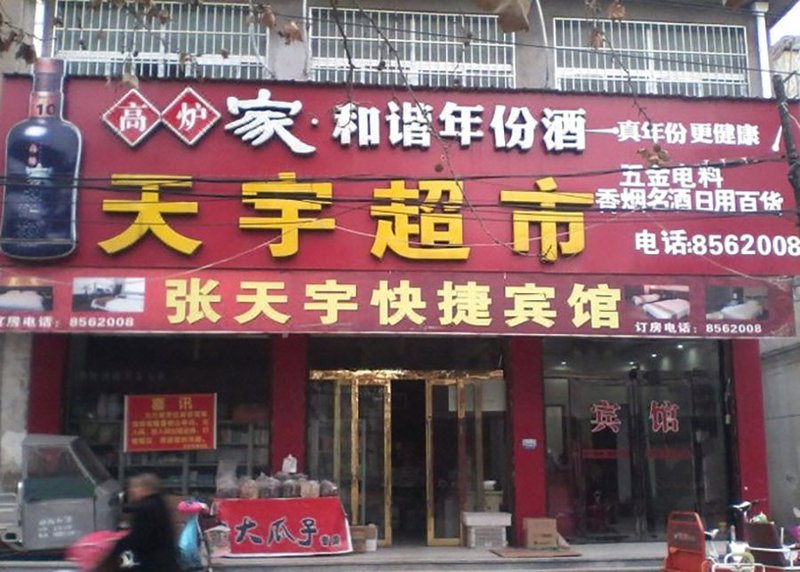 高炉家·和谐年份酒—真年份更健康
10
天宇超市
五金电料
香烟名酒日用百货
电话:8562008
张天宇快捷宾馆
订房电话：8562008
订房电话：8562008
喜讯
宾馆
大瓜子